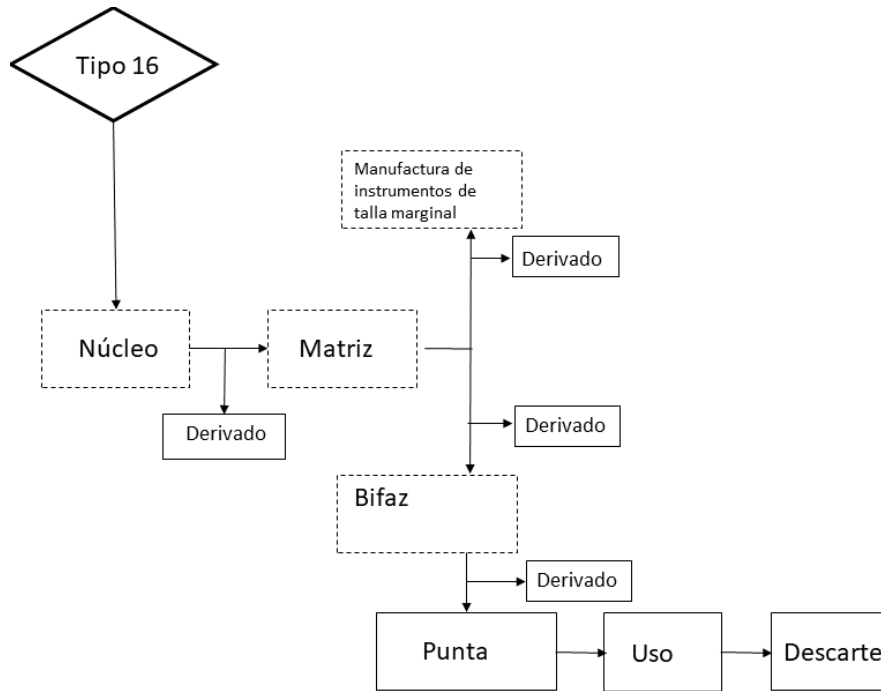 Tipo 16
Manufactura de
instrumentos de
talla marginal
Derivado
Núcleo
Matriz
Derivado
Derivado
Bifaz
Derivado
Punta
Uso
Descarte